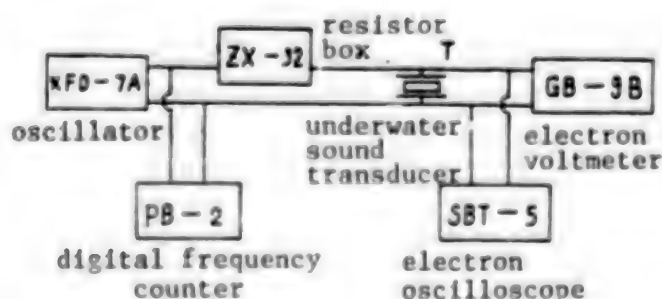 resistor
box
ZX-32
T
XFD-7A
GB-9B
oscillator
underwater
sound
transducer
electron
voltmeter
PB-2
SBT-5
digital frequency
counter
electron
oscilloscope